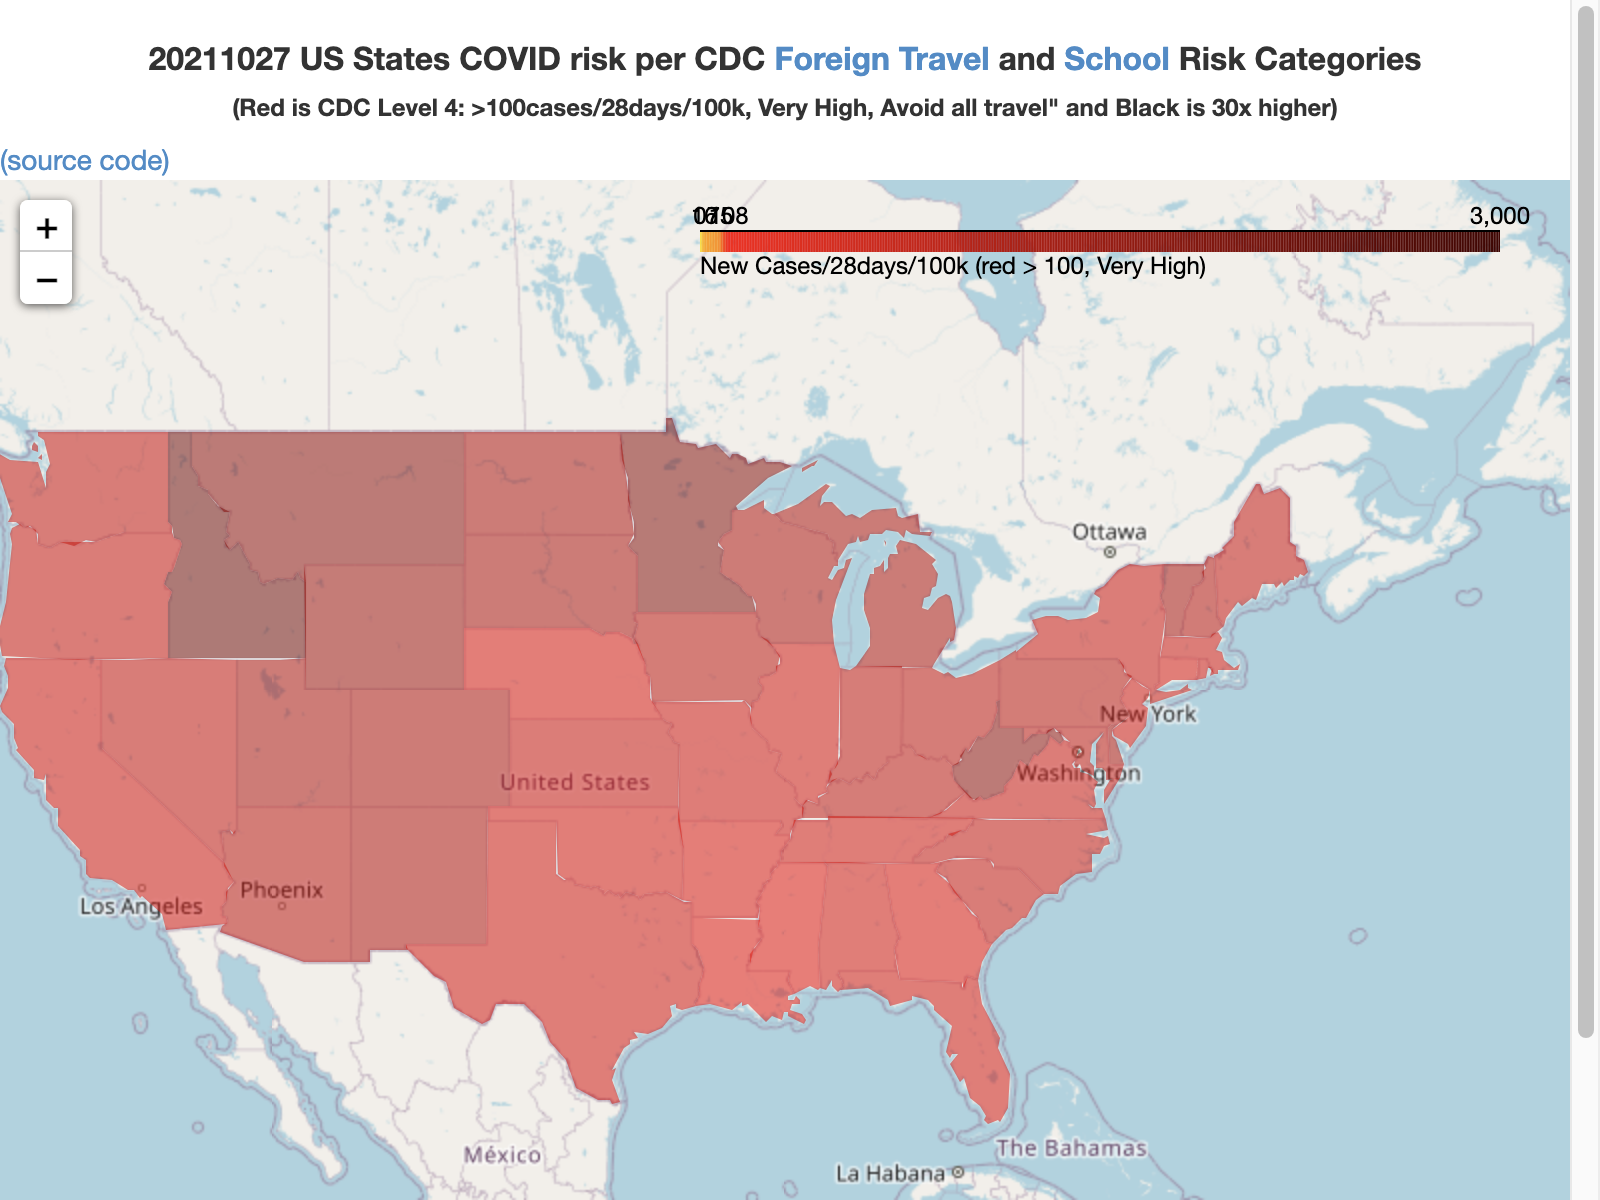 20211027 US States COVID risk per CDC Foreign Travel and School Risk Categories
(Red is CDC Level 4: >100cases/28days/100k, Very High, Avoid all travel" and Black is 30x higher)
(source code)
+
−
3,000
New Cases/28days/100k (red > 100, Very High)
Ottawa
New York
Washington
United States
Phoenix
Los Angeles
México
The Bahamas
La Habana